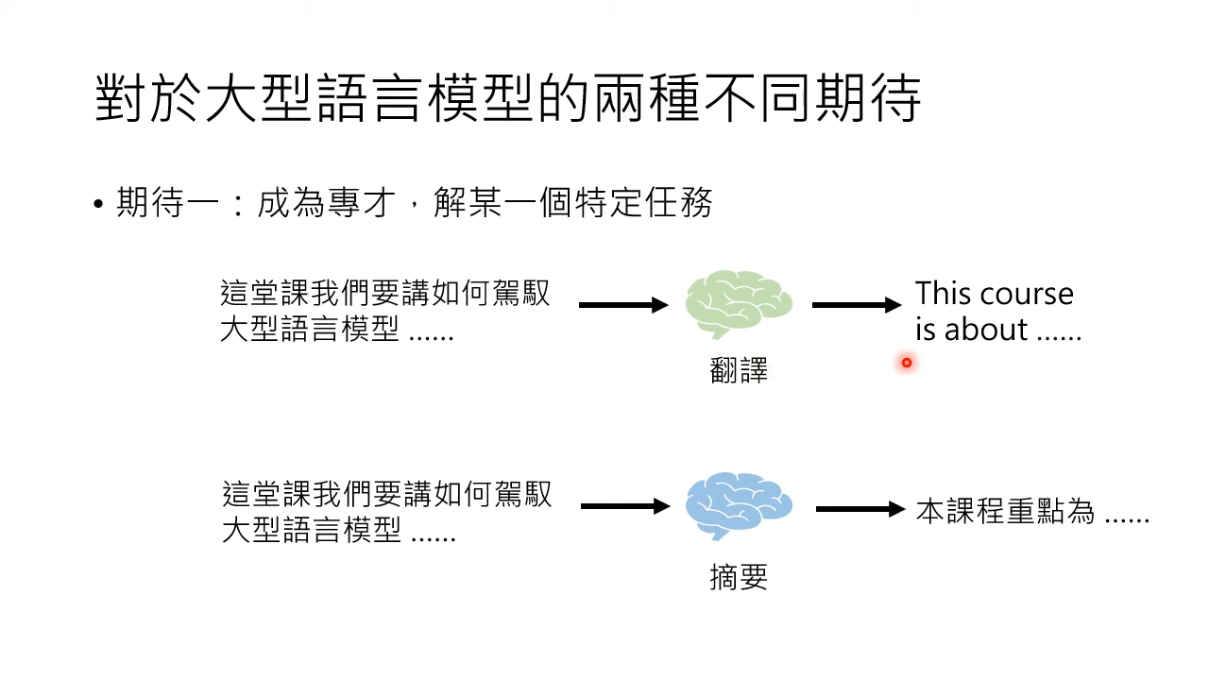 對於大型語言模型的兩種不同期待
• 期待一：成為專才，解某一個特定任務
這堂課我們要講如何駕馭
大型語言模型 ......
翻譯
This course
is about ......
這堂課我們要講如何駕馭
大型語言模型 ......
摘要
本課程重點為 ......